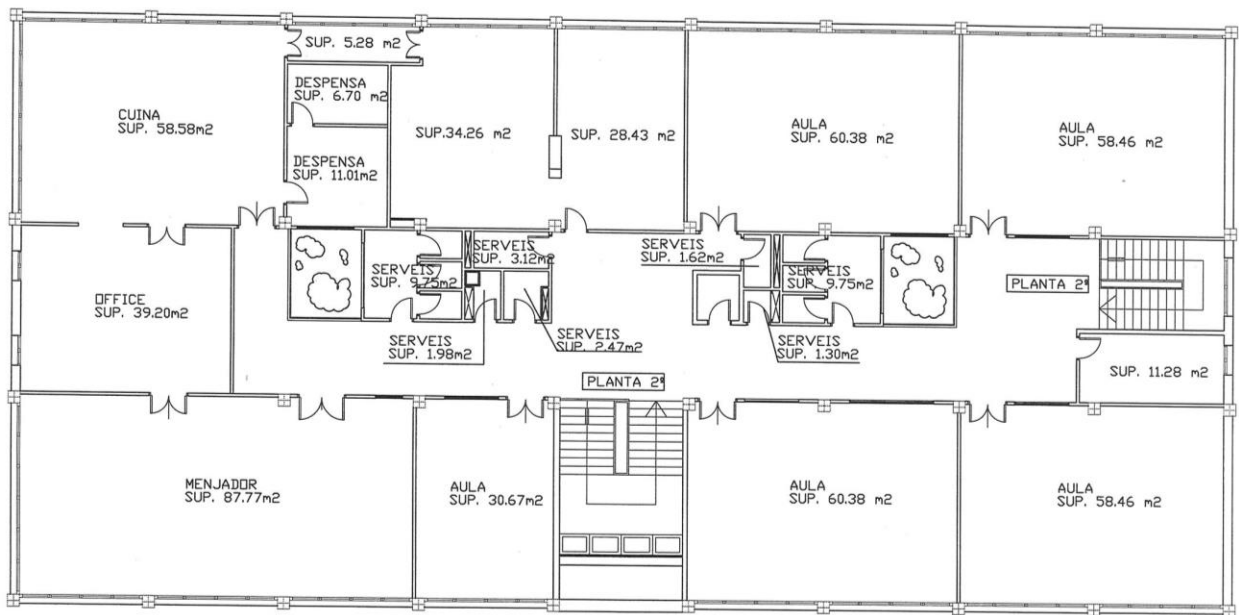 SUP. 5.28 m2
DESPENSA
SUP. 6.70 m2
CUINA
SUP. 58.58m2
SUP.34.26 m2
SUP. 28.43 m2
AULA
SUP. 60.38 m2
AULA
SUP. 58.46 m2
DESPENSA
SUP. 11.01m2
SERVEIS
SUP. 3.12m2
SERVEIS
SUP. 1.62m2
SERVEIS
SUP. 9.75m2
SERVEIS
SUP. 9.75m2
PLANTA 2ª
OFFICE
SUP. 39.20m2
SERVEIS
SUP. 1.98m2
SERVEIS
SUP. 2.47m2
SERVEIS
SUP. 1.30m2
SUP. 11.28 m2
PLANTA 2ª
MENJADOR
SUP. 87.77m2
AULA
SUP. 30.67m2
AULA
SUP. 60.38 m2
AULA
SUP. 58.46 m2